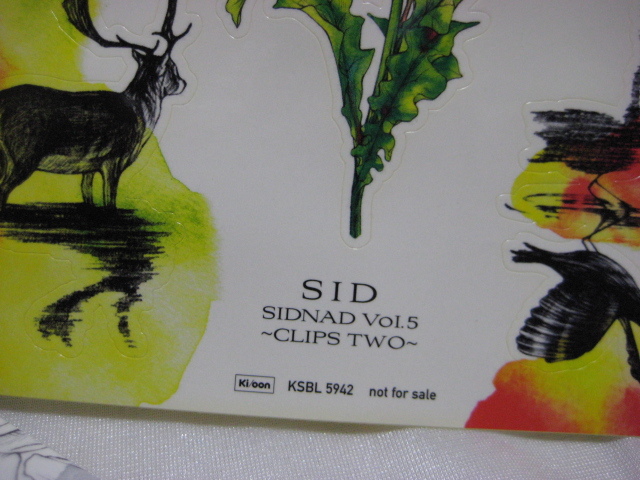 SID
SIDNAD Vol.5
~CLIPS TWO~
Ki/oon KSBL 5942 not for sale